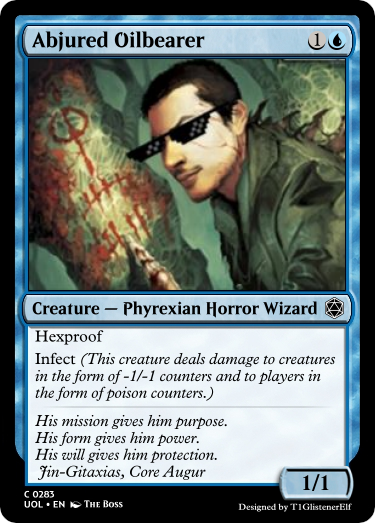 Abjured Oilbearer 1
Creature — Phyrexian Horror Wizard
Hexproof
Infect (This creature deals damage to creatures
in the form of -1/-1 counters and to players
in the form of poison counters.)
His mission gives him purpose.
His form gives him power.
His will gives him protection.
Jin-Gitaxias, Core Augur
1/1
C 0283
UOL • EN The Boss
Designed by T1GlistenerElf